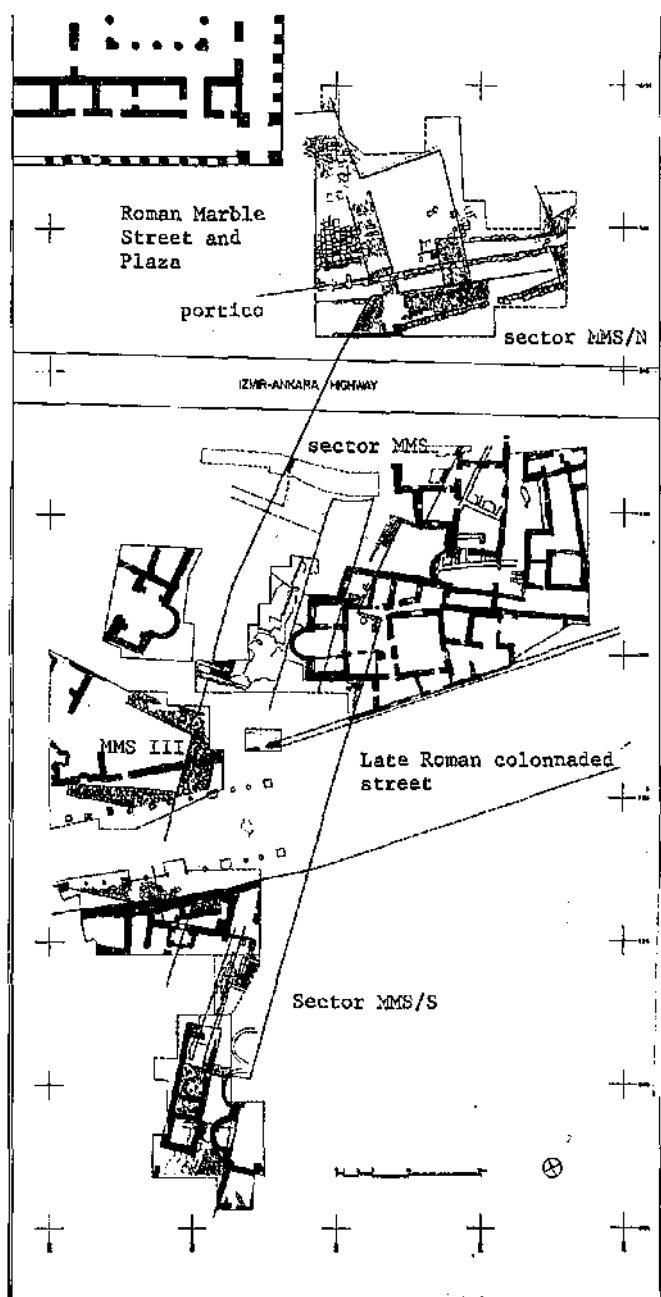 Roman Marble
Street and
Plaza
portico
sector MMS/N
IZMIR-ANKARA HIGHWAY
sector MMS
MMS III
Late Roman colonnaded
street
Sector MMS/S